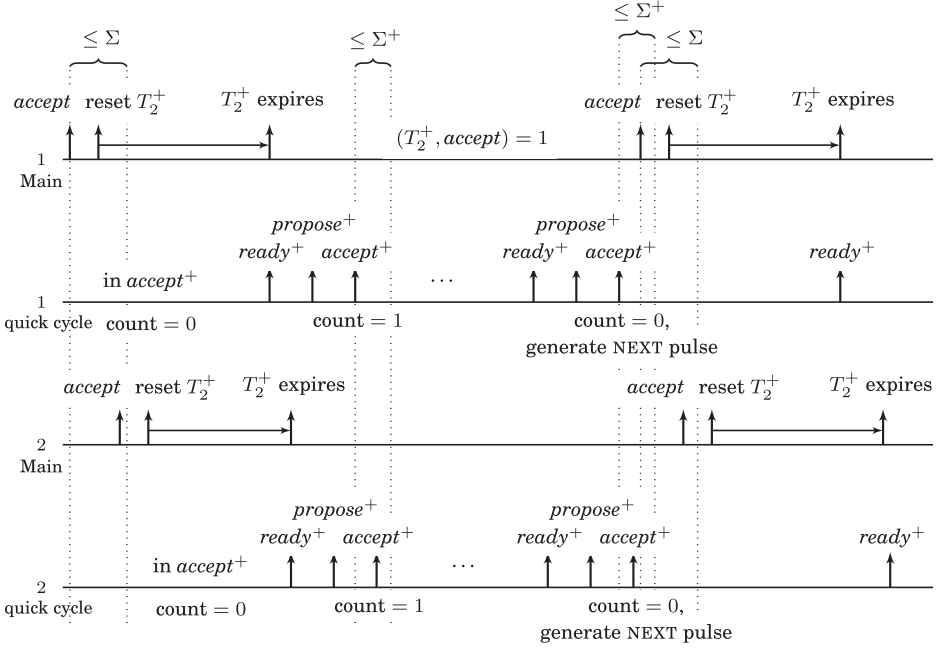 ≤ Σ⁺
≤ Σ ≤ Σ⁺ ≤ Σ
accept reset T₂⁺ T₂⁺ expires accept reset T₂⁺ T₂⁺ expires
(T₂⁺, accept) = 1
1
Main
propose⁺ propose⁺
ready⁺ accept⁺ ready⁺ accept⁺ ready⁺
in accept⁺ ...
1
quick cycle count = 0 count = 1 count = 0,
generate NEXT pulse
accept reset T₂⁺ T₂⁺ expires accept reset T₂⁺ T₂⁺ expires
2
Main
propose⁺ propose⁺
ready⁺ accept⁺ ready⁺ accept⁺ ready⁺
in accept⁺ ...
2
quick cycle count = 0 count = 1 count = 0,
generate NEXT pulse